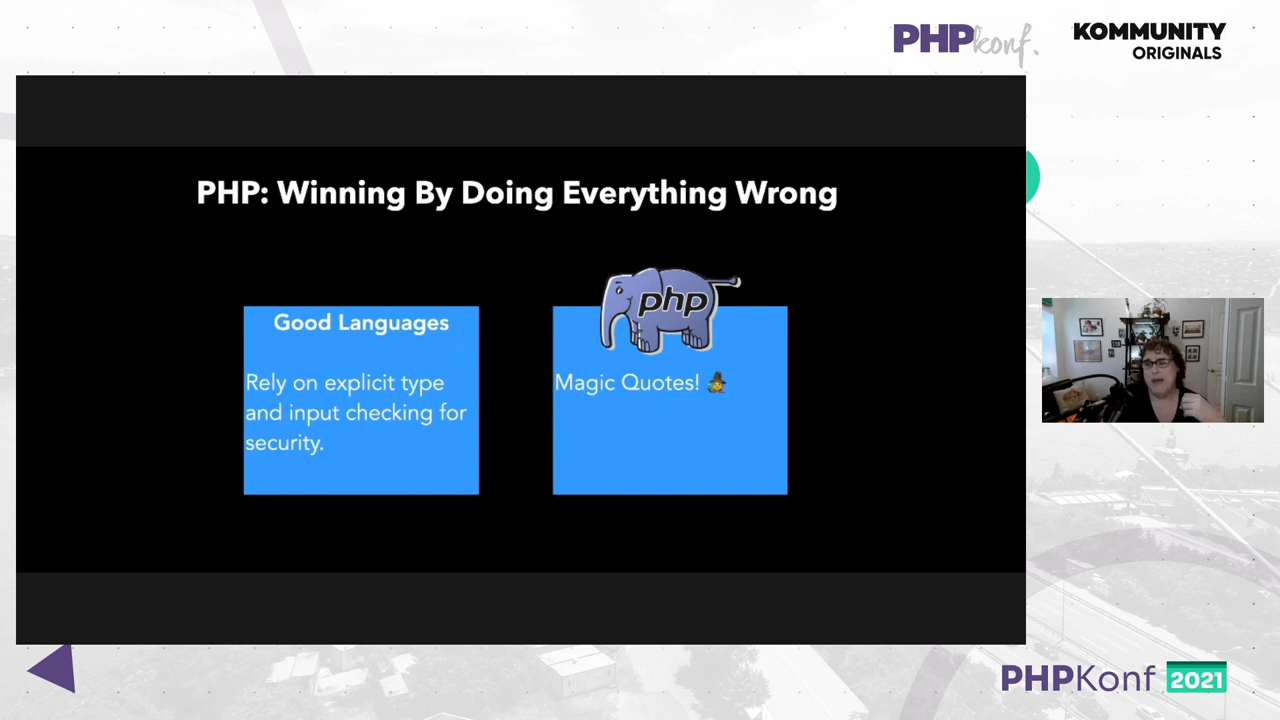 PHPkonf.
KOMMUNITY
ORIGINALS
PHP: Winning By Doing Everything Wrong
Good Languages
Rely on explicit type
and input checking for
security.
php
Magic Quotes! 🧙
PHPKonf 2021